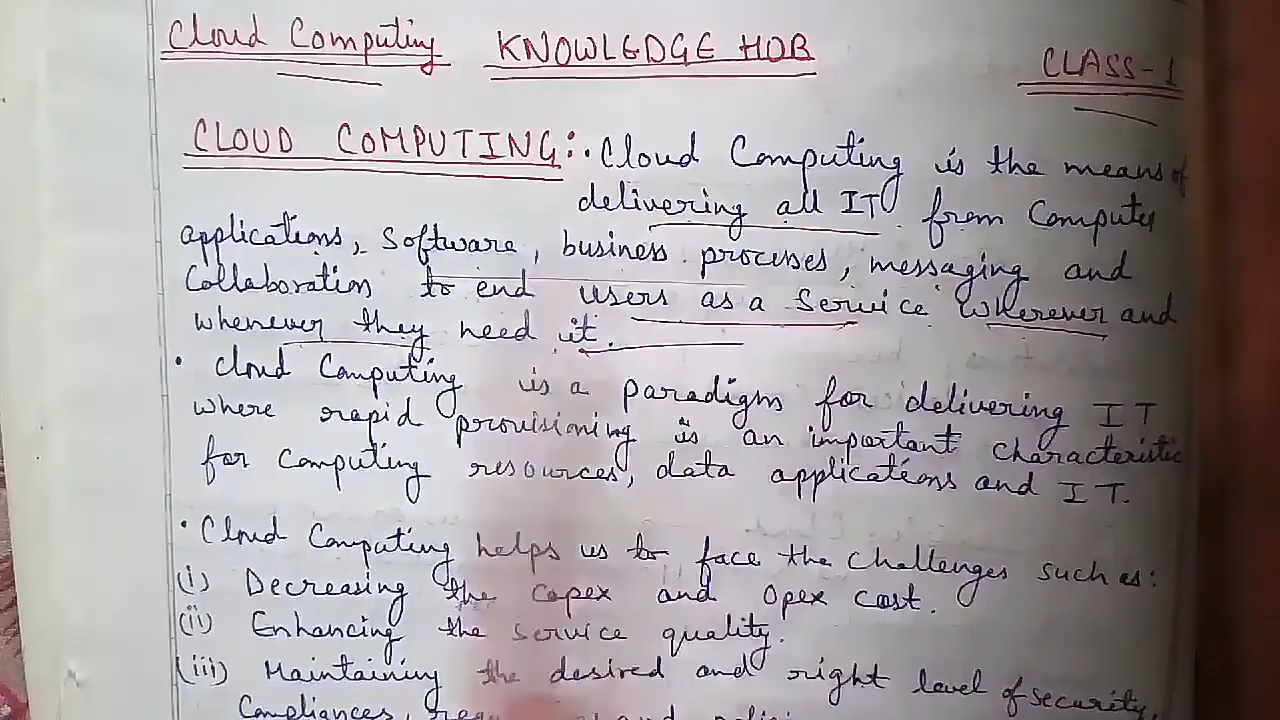 Cloud Computing KNOWLEDGE HUB CLASS-1
CLOUD COMPUTING:· Cloud Computing is the means of
delivering all IT from Computer
applications, software, business processes, messaging and
Collaboration to end users as a Service wherever and
whenever they need it.
· Cloud Computing is a paradigm for delivering IT
where rapid provisioning is an important characteristic
for Computing resources, data applications and IT.
· Cloud Computing helps us to face the challenges such as:
(i) Decreasing the Capex and Opex cost.
(ii) Enhancing the service quality.
(iii) Maintaining the desired and right level of security,
Compliances, and